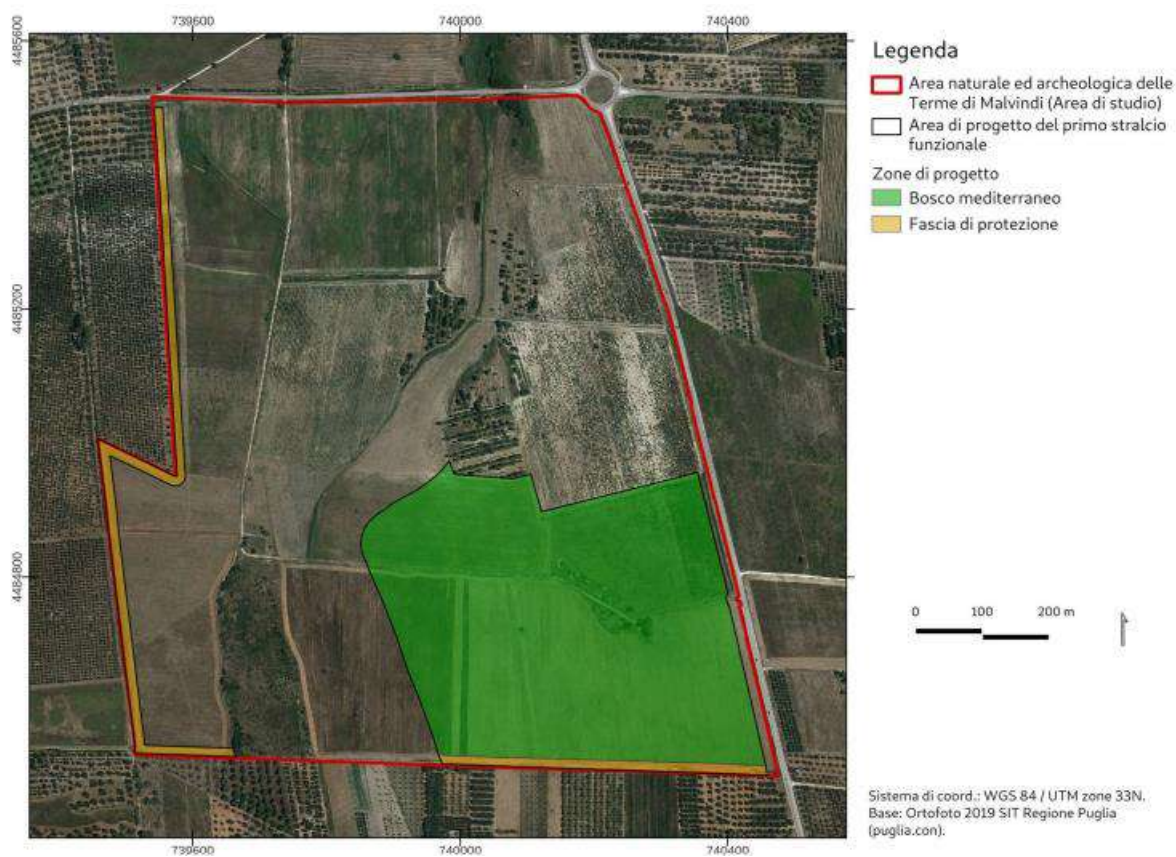 739600 740000 740400
4485600
4485200
4484800
739600 740000 740400
Legenda
Area naturale ed archeologica delle
Terme di Malvindi (Area di studio)
Area di progetto del primo stralcio
funzionale
Zone di progetto
Bosco mediterraneo
Fascia di protezione
0 100 200 m
Sistema di coord.: WGS 84 / UTM zone 33N.
Base: Ortofoto 2019 SIT Regione Puglia
(puglia.con).